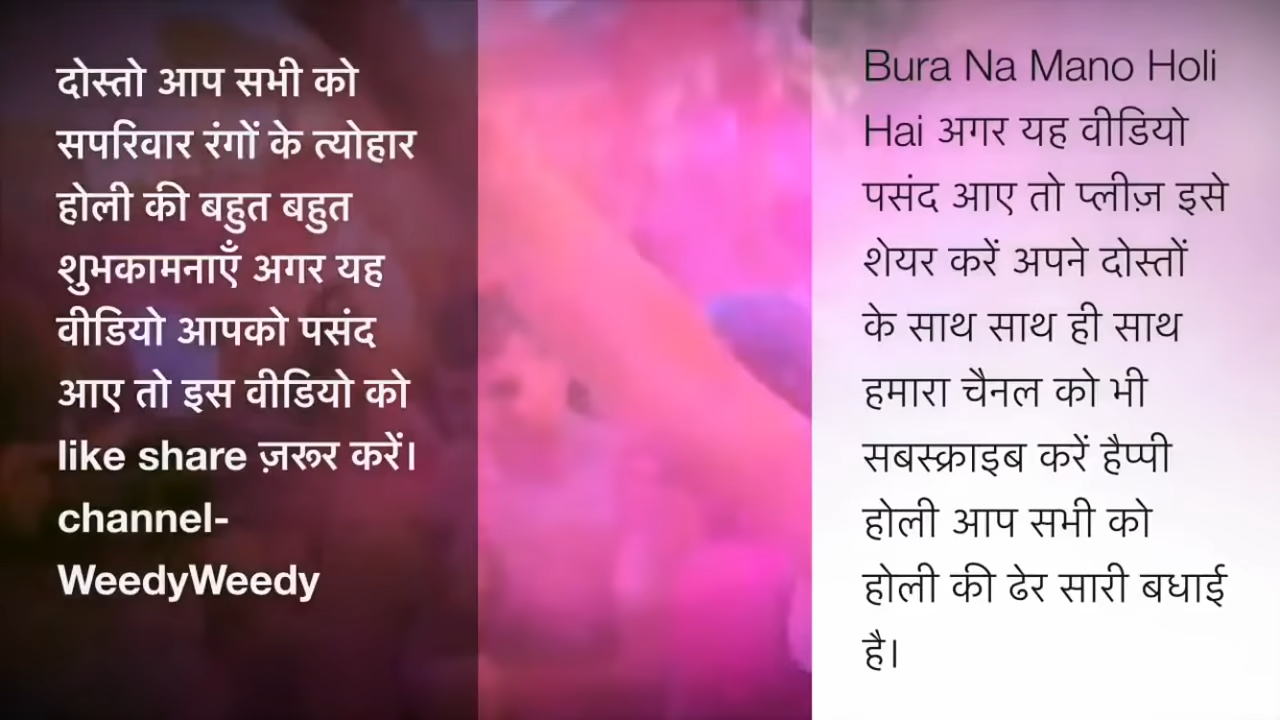 दोस्तो आप सभी को
सपरिवार रंगों के त्योहार
होली की बहुत बहुत
शुभकामनाएँ अगर यह
वीडियो आपको पसंद
आए तो इस वीडियो को
like share ज़रूर करें।
channel-
WeedyWeedy
Bura Na Mano Holi
Hai अगर यह वीडियो
पसंद आए तो प्लीज़ इसे
शेयर करें अपने दोस्तों
के साथ साथ ही साथ
हमारा चैनल को भी
सबस्क्राइब करें हैप्पी
होली आप सभी को
होली की ढेर सारी बधाई
है।